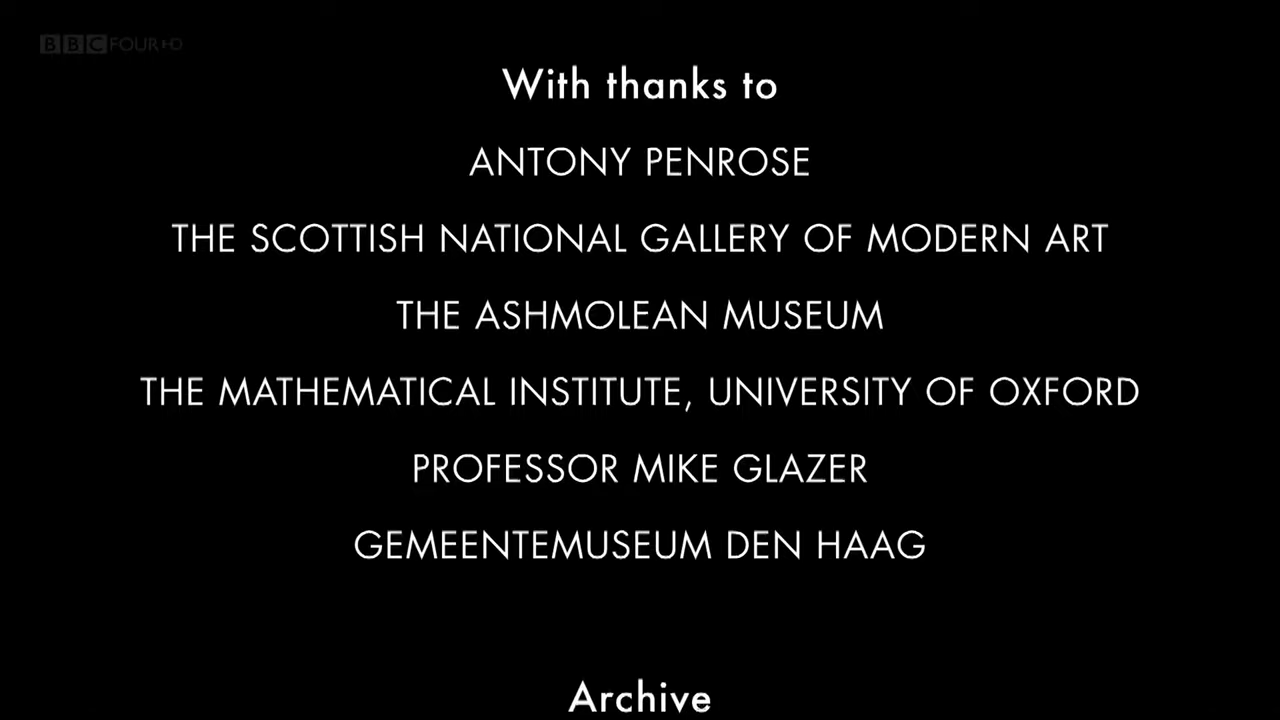 BBC FOUR HD
With thanks to
ANTONY PENROSE
THE SCOTTISH NATIONAL GALLERY OF MODERN ART
THE ASHMOLEAN MUSEUM
THE MATHEMATICAL INSTITUTE, UNIVERSITY OF OXFORD
PROFESSOR MIKE GLAZER
GEMEENTEMUSEUM DEN HAAG
Archive